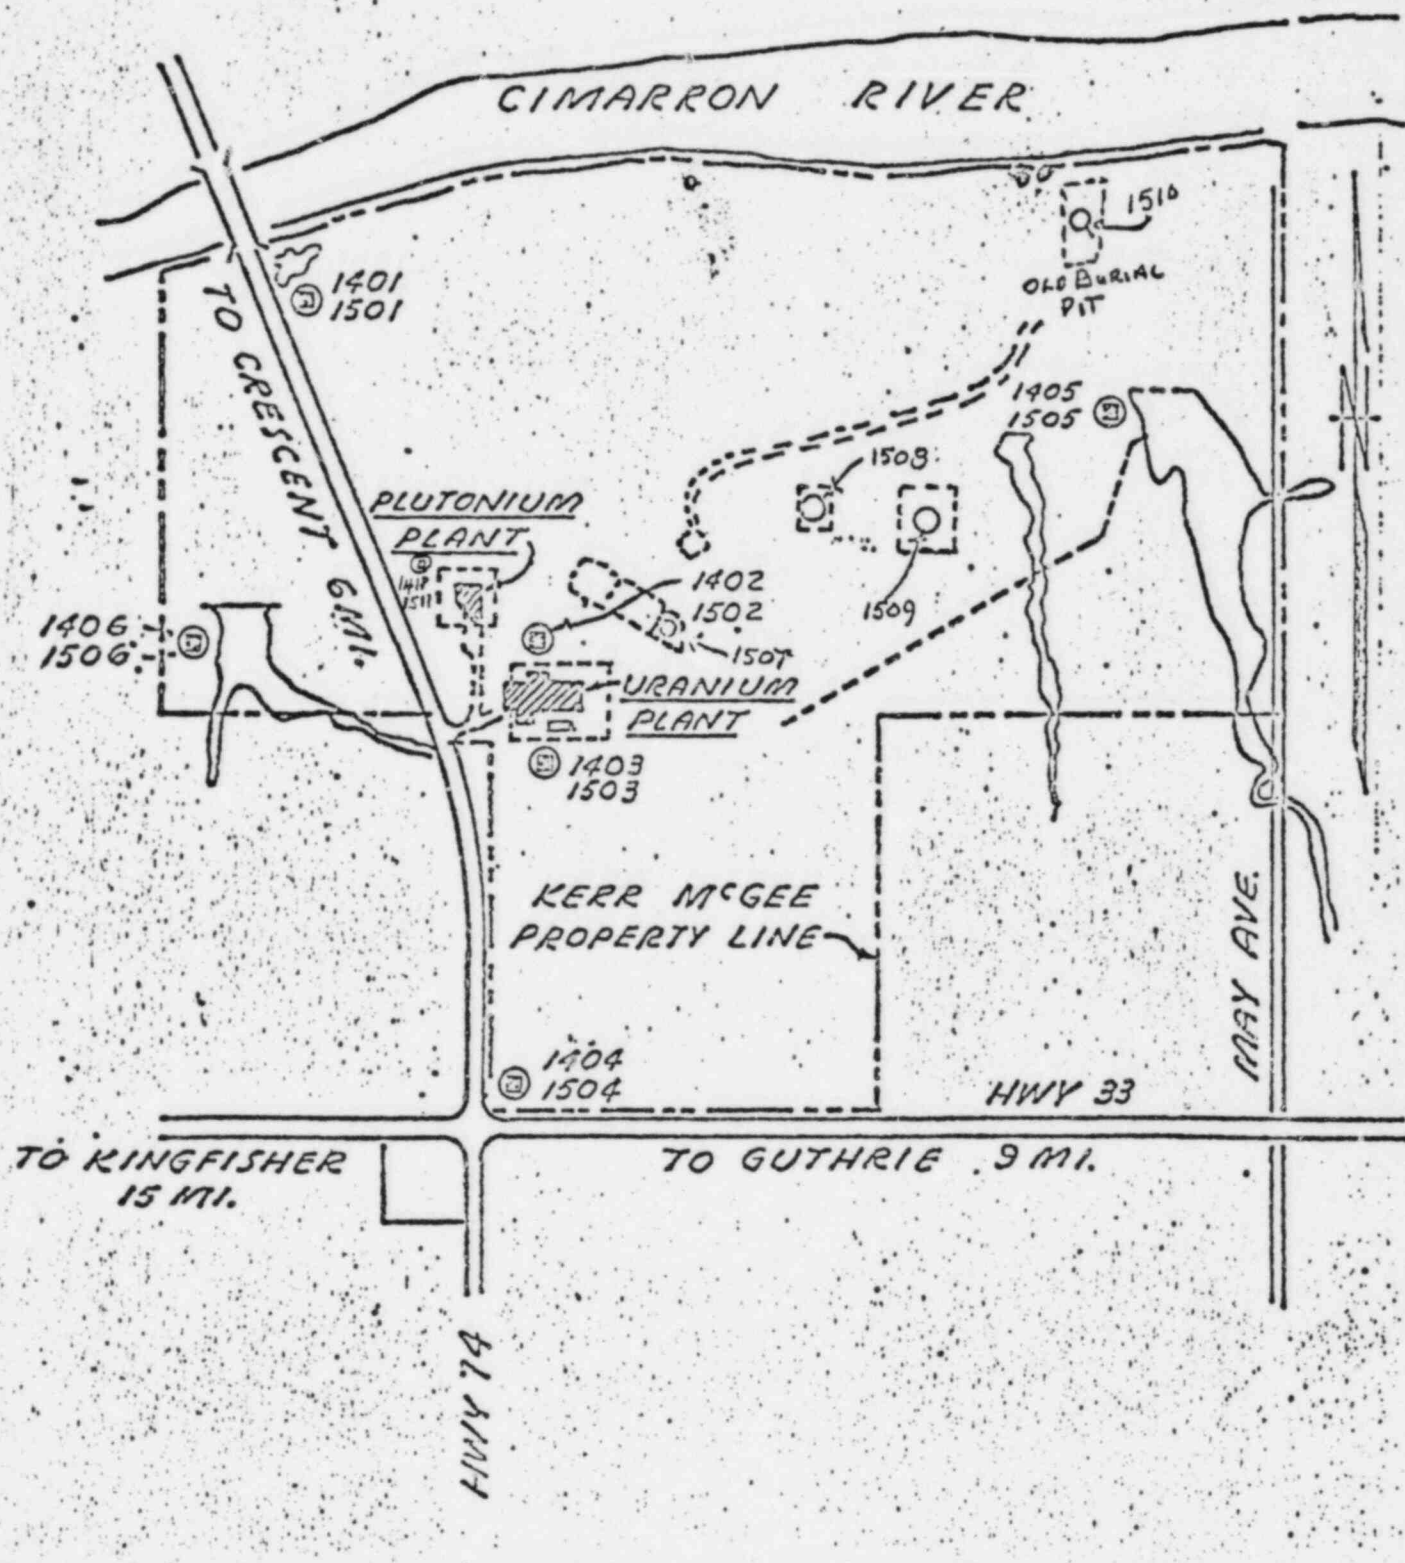 CIMARRON RIVER
1510
OLD BURIAL
PIT
1401
1501
TO CRESCENT 6 MI.
1405
1505
1508
PLUTONIUM
PLANT
1511
1402
1502
1509
1406
1506
1507
URANIUM
PLANT
1403
1503
KERR McGEE
PROPERTY LINE
MAY AVE.
1404
1504
HWY 33
TO KINGFISHER
15 MI.
TO GUTHRIE 9 MI.
HWY 74
N